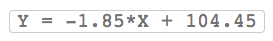 Y = -1.85*X + 104.45